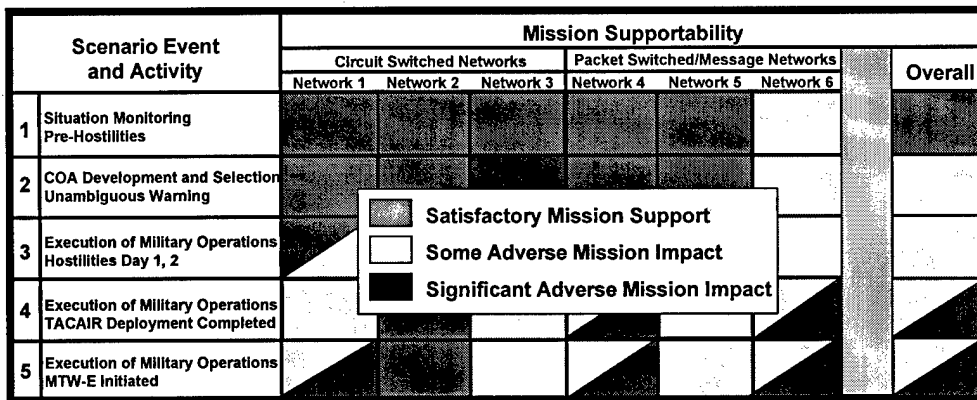 Scenario Event
and Activity
Mission Supportability
Circuit Switched Networks
Packet Switched/Message Networks
Overall
Network 1 Network 2 Network 3 Network 4 Network 5 Network 6
1 Situation Monitoring
Pre-Hostilities
2 COA Development and Selection
Unambiguous Warning
3 Execution of Military Operations
Hostilities Day 1, 2
4 Execution of Military Operations
TACAIR Deployment Completed
5 Execution of Military Operations
MTW-E Initiated
Satisfactory Mission Support
Some Adverse Mission Impact
Significant Adverse Mission Impact